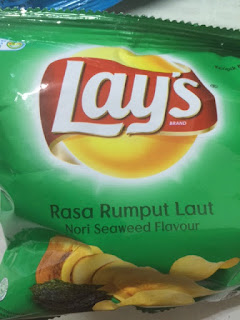 Lay's
BRAND
®
Rasa Rumput Laut
Nori Seaweed Flavour